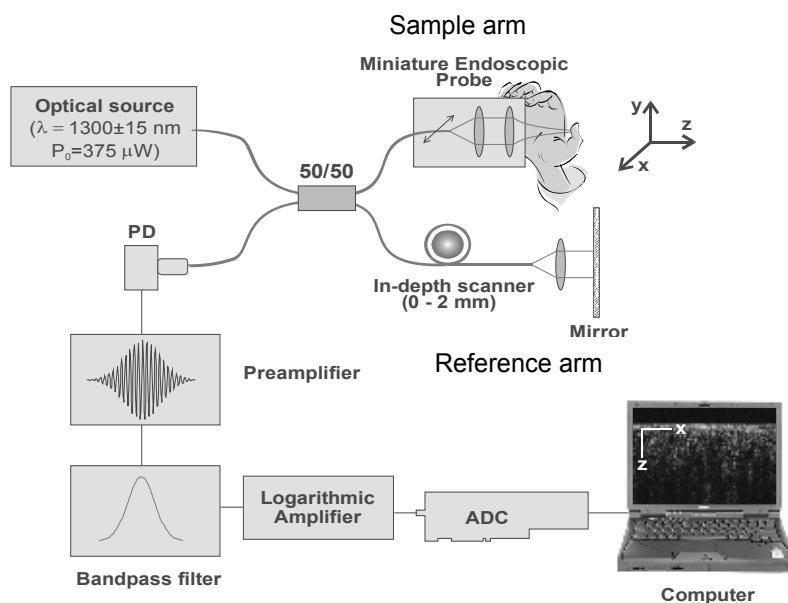 Sample arm
Miniature Endoscopic
Probe
Optical source
(λ = 1300±15 nm
P₀=375 μW)
y
z
x
50/50
PD
In-depth scanner
(0 - 2 mm)
Mirror
Reference arm
Preamplifier
x
z
Logarithmic
Amplifier
ADC
Bandpass filter
Computer